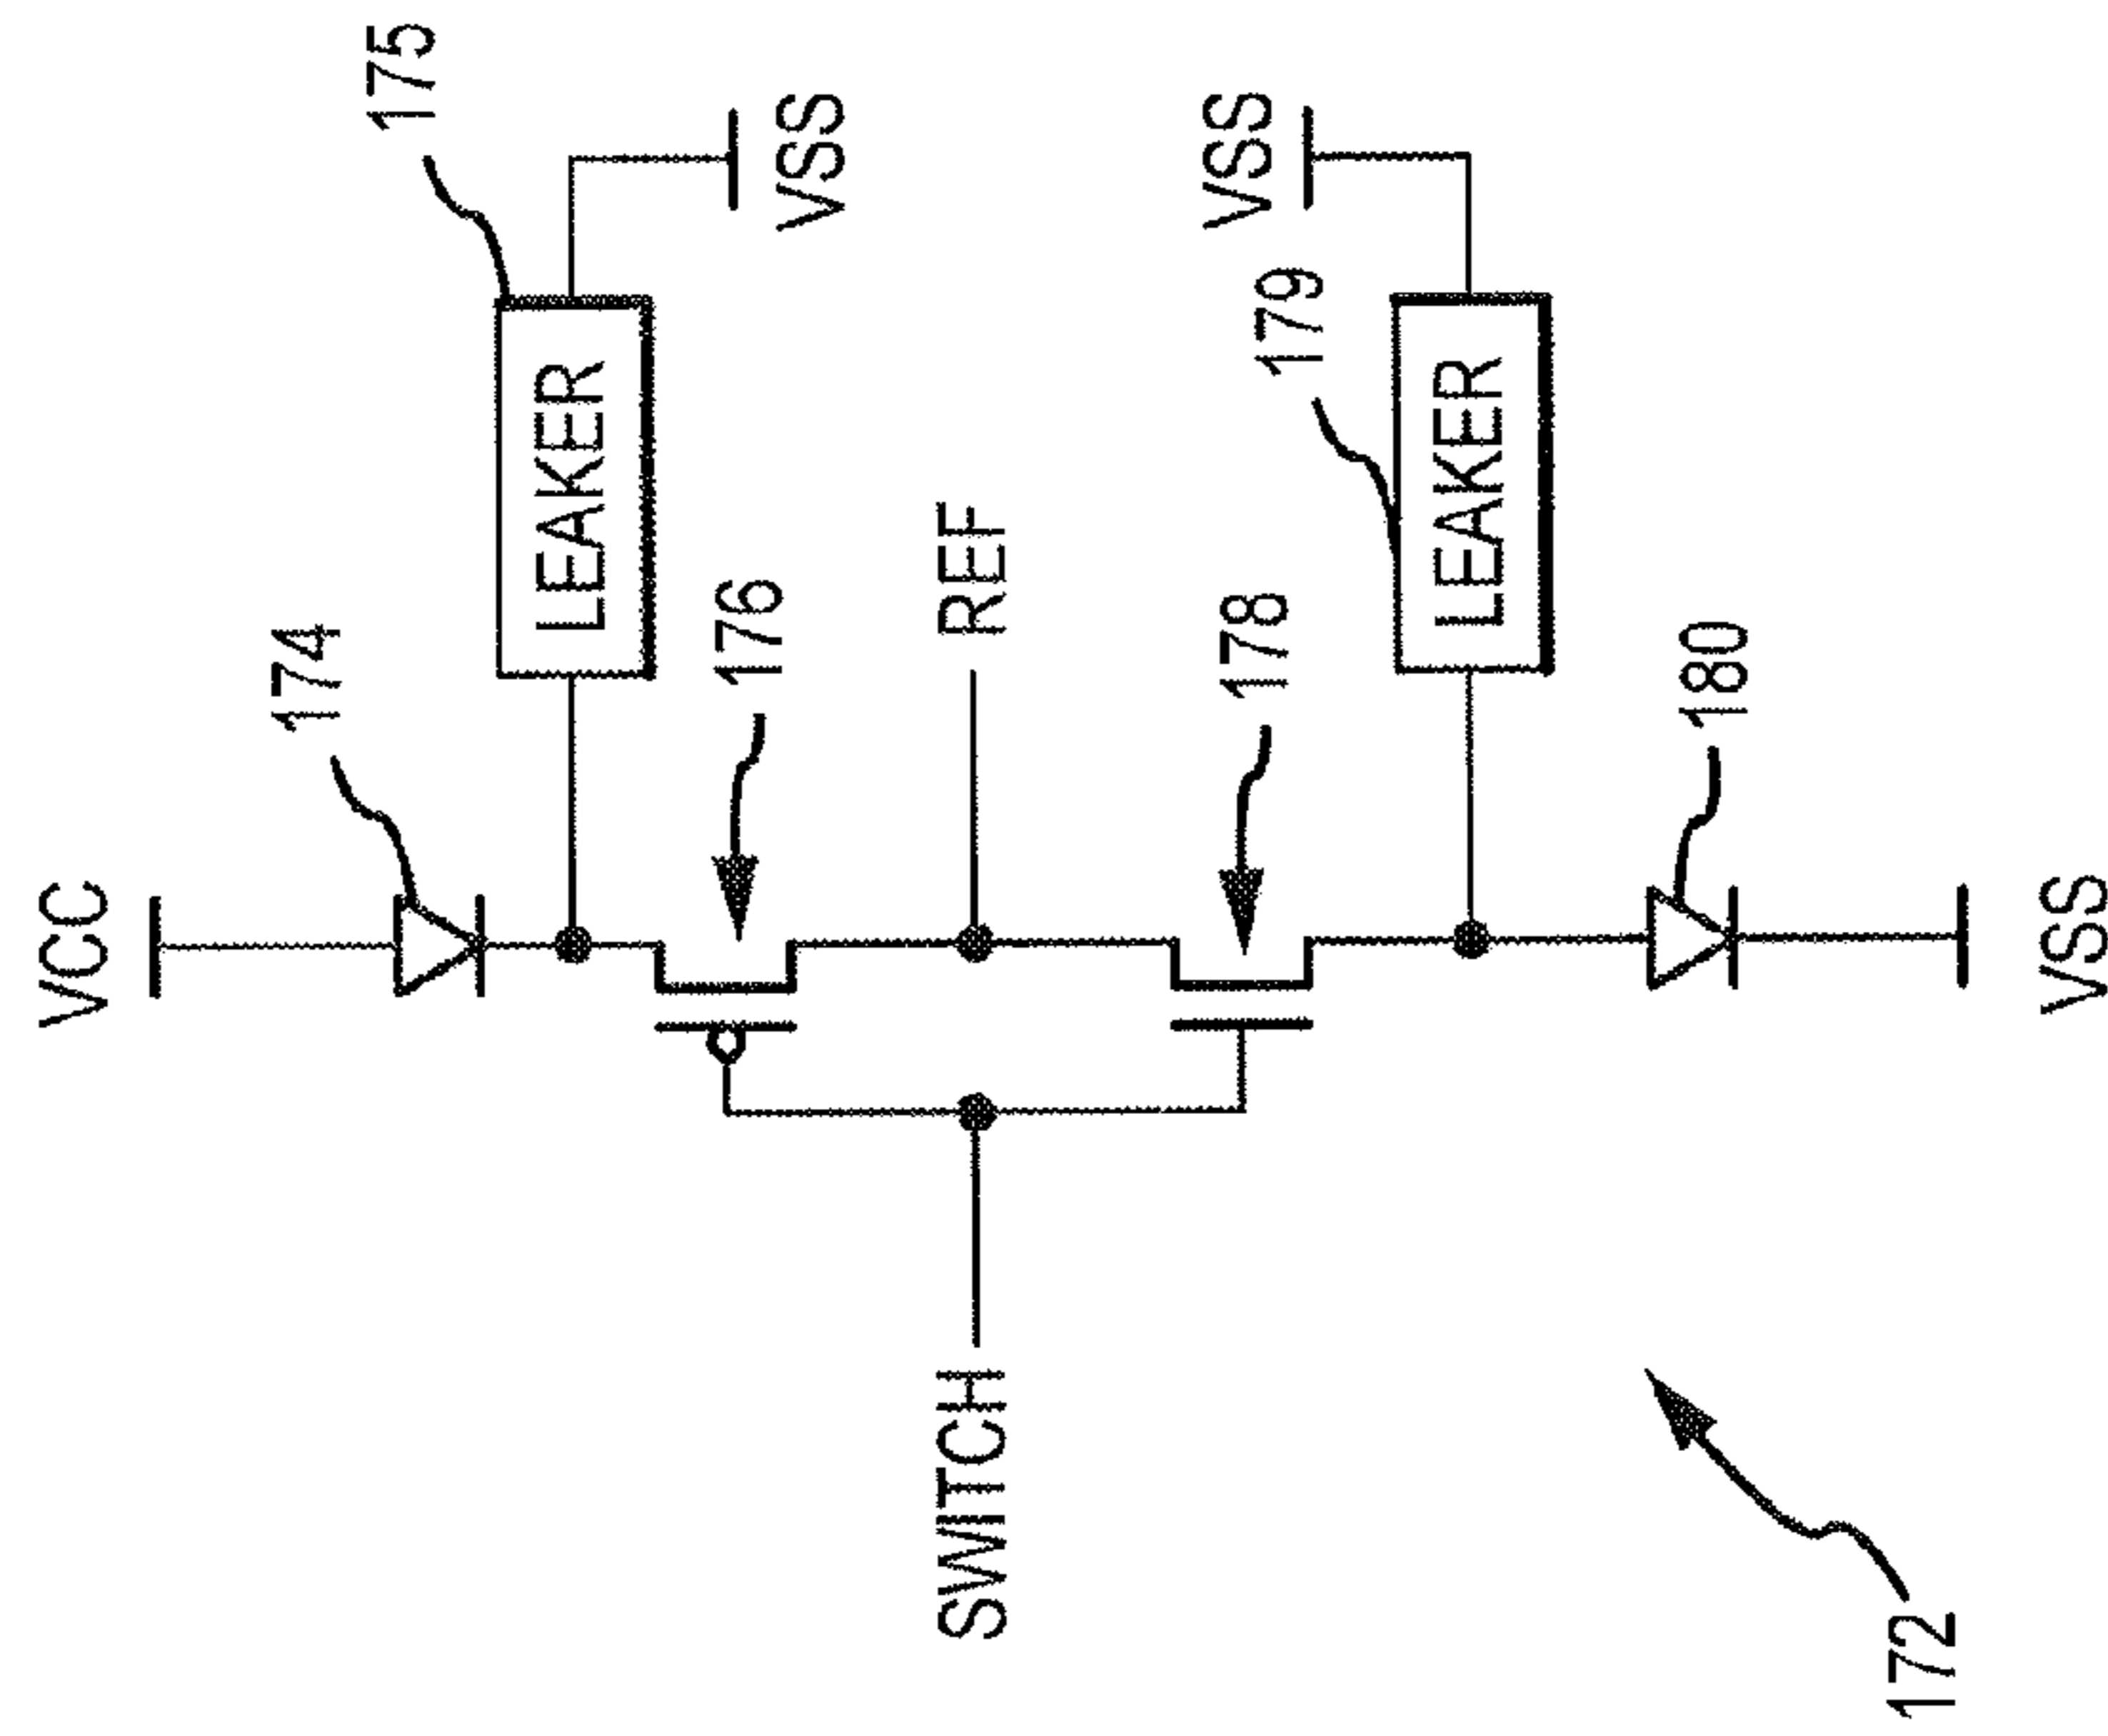 VCC
174
175
LEAKER
VSS
176
SWITCH
REF
178
VSS
179
LEAKER
180
VSS
172